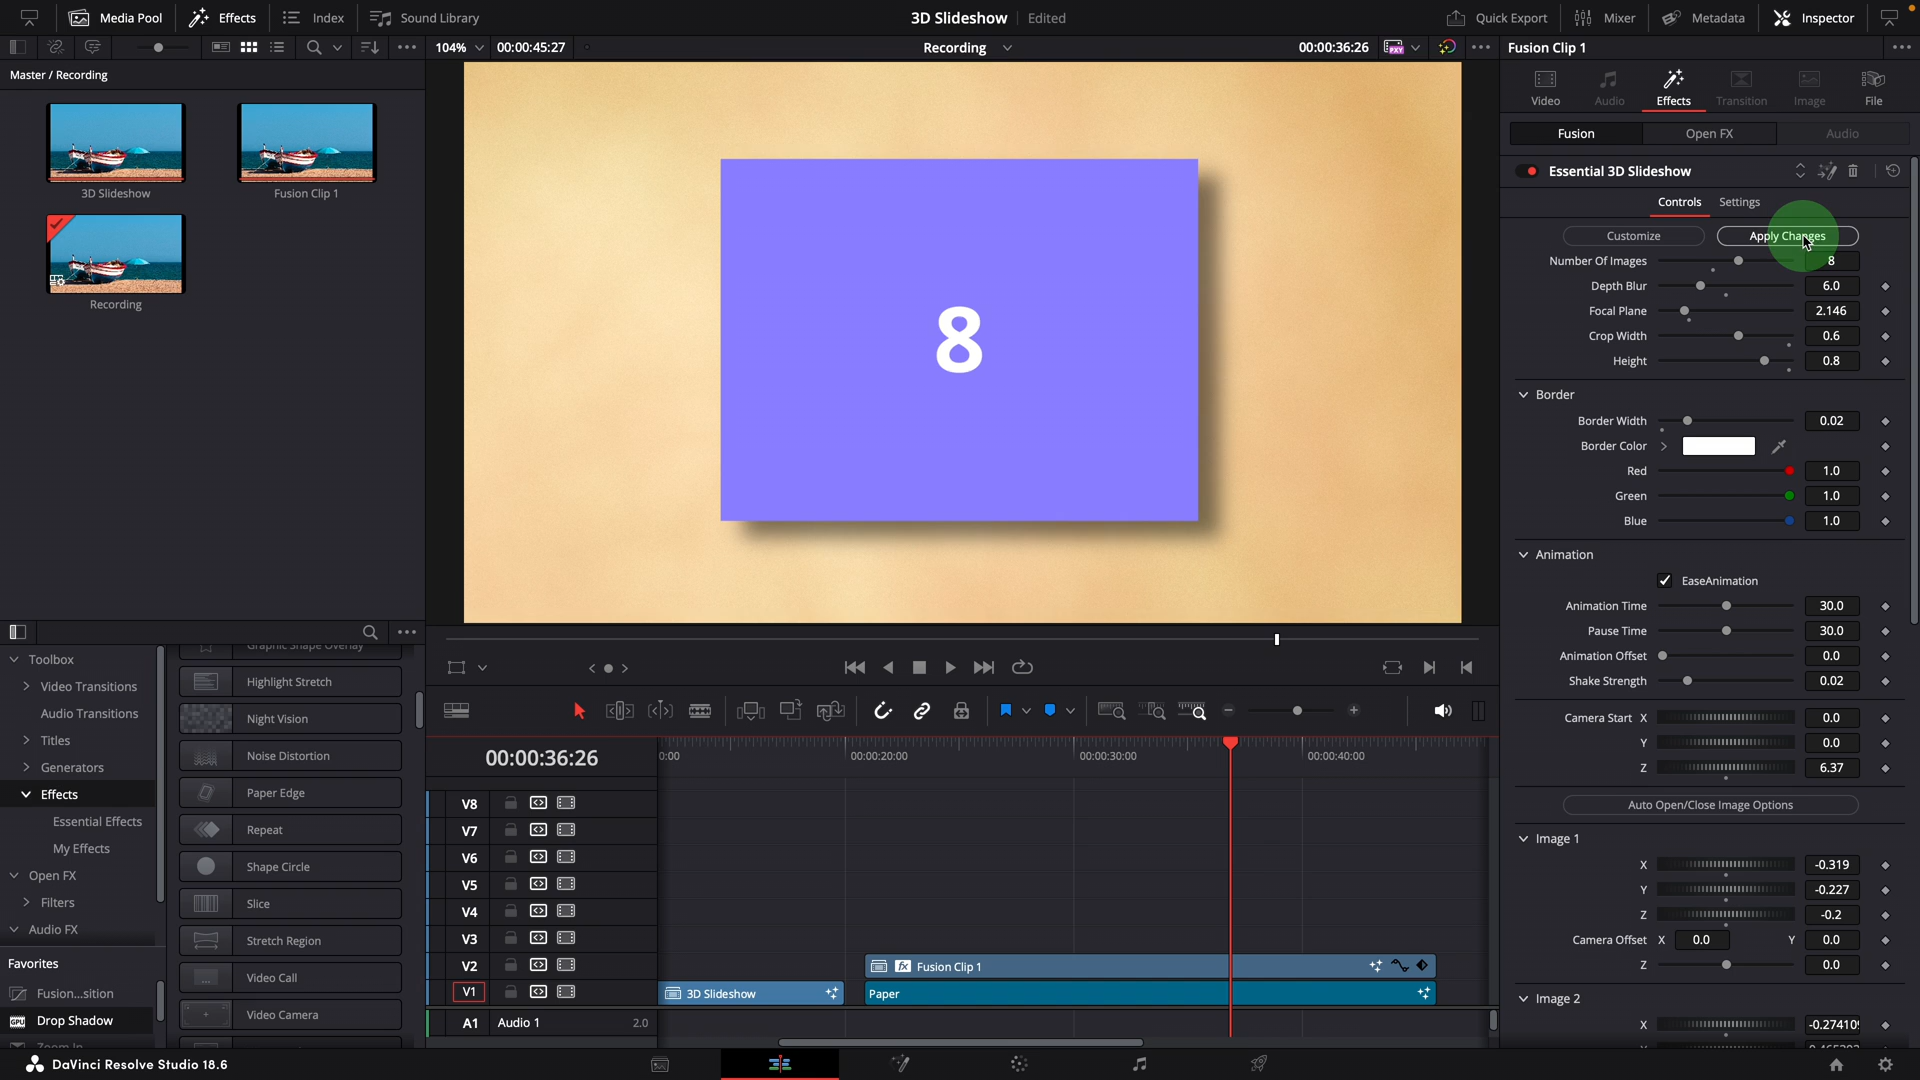 Media Pool
Effects
Index
Sound Library
3D Slideshow
Edited
Quick Export
Mixer
Metadata
Inspector
104%
00:00:45:27
Recording
00:00:36:26
PXY
Fusion Clip 1
Master / Recording
3D Slideshow
Fusion Clip 1
Recording
8
Video
Audio
Effects
Transition
Image
File
Fusion
Open FX
Audio
Essential 3D Slideshow
Controls
Settings
Customize
Apply Changes
Number Of Images 8
Depth Blur 6.0
Focal Plane 2.146
Crop Width 0.6
Height 0.8
Border
Border Width 0.02
Border Color
Red 1.0
Green 1.0
Blue 1.0
Animation
EaseAnimation
Animation Time 30.0
Pause Time 30.0
Animation Offset 0.0
Shake Strength 0.02
Camera Start X 0.0
Y 0.0
Z 6.37
Auto Open/Close Image Options
Image 1
X -0.319
Y -0.227
Z -0.2
Camera Offset X 0.0 Y 0.0
Z 0.0
Image 2
X
Toolbox
Video Transitions
Audio Transitions
Titles
Generators
Effects
Essential Effects
My Effects
Open FX
Filters
Audio FX
Favorites
Fusion...sition
GPU Drop Shadow
Graphic Shape Overlay
Highlight Stretch
Night Vision
Noise Distortion
Paper Edge
Repeat
Shape Circle
Slice
Stretch Region
Video Call
Video Camera
00:00:36:26
0:00
00:00:20:00
00:00:30:00
00:00:40:00
V8
V7
V6
V5
V4
V3
V2
fx Fusion Clip 1
V1
3D Slideshow
Paper
A1 Audio 1 2.0
DaVinci Resolve Studio 18.6